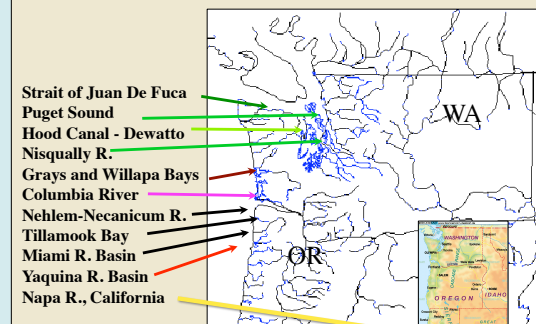 Strait of Juan De Fuca
Puget Sound
Hood Canal - Dewatto
Nisqually R.
Grays and Willapa Bays
Columbia River
Nehlem-Necanicum R.
Tillamook Bay
Miami R. Basin
Yaquina R. Basin
Napa R., California
WA
OR
WASHINGTON
OREGON
IDAHO